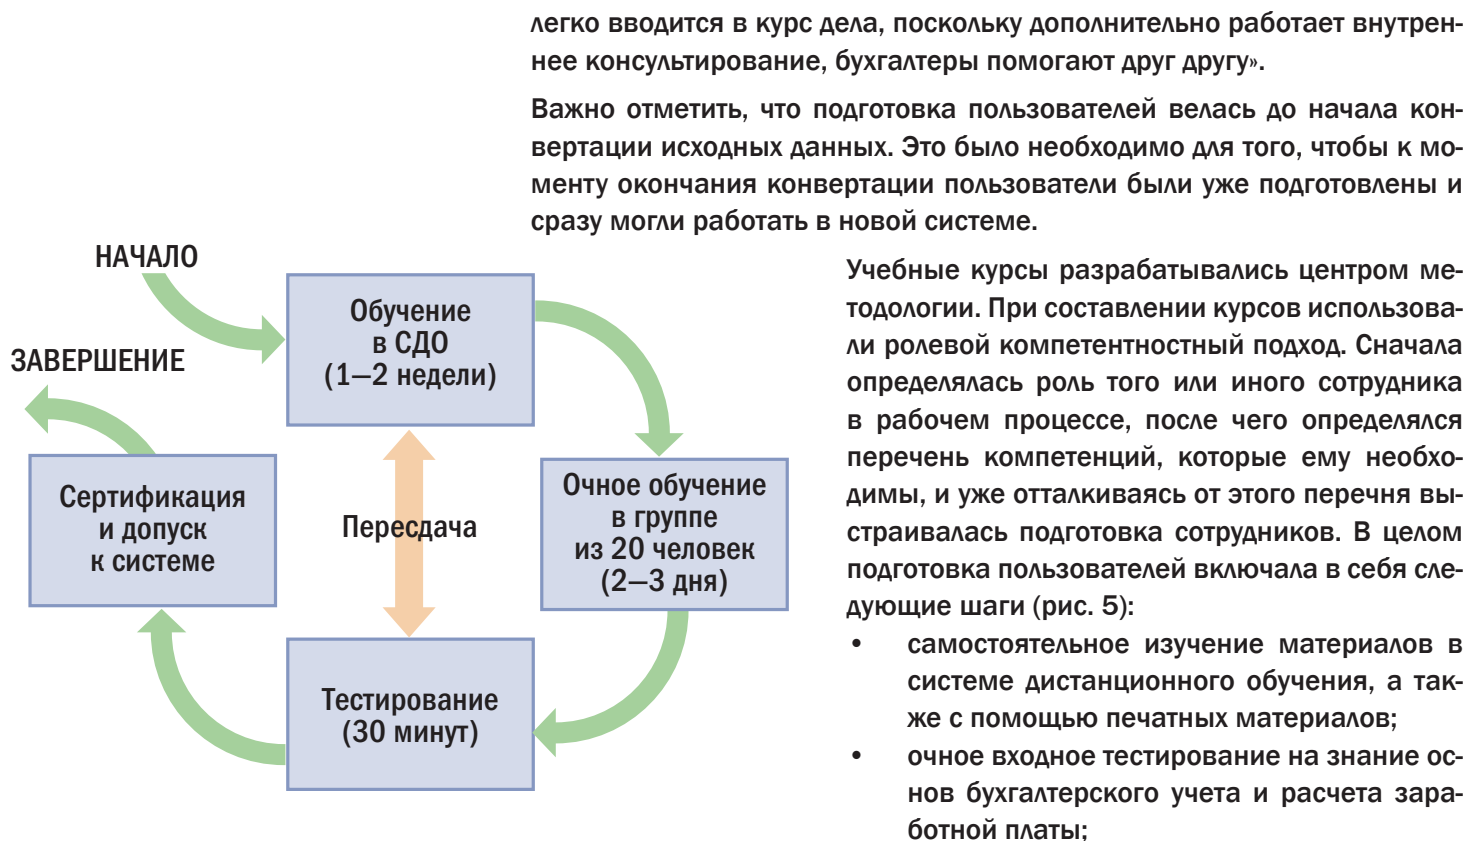 легко вводится в курс дела, поскольку дополнительно работает внутрен-
нее консультирование, бухгалтеры помогают друг другу».
Важно отметить, что подготовка пользователей велась до начала кон-
вертации исходных данных. Это было необходимо для того, чтобы к мо-
менту окончания конвертации пользователи были уже подготовлены и
сразу могли работать в новой системе.
НАЧАЛО
ЗАВЕРШЕНИЕ
Обучение
в СДО
(1—2 недели)
Очное обучение
в группе
из 20 человек
(2—3 дня)
Тестирование
(30 минут)
Пересдача
Сертификация
и допуск
к системе
Учебные курсы разрабатывались центром ме-
тодологии. При составлении курсов использова-
ли ролевой компетентностный подход. Сначала
определялась роль того или иного сотрудника
в рабочем процессе, после чего определялся
перечень компетенций, которые ему необхо-
димы, и уже отталкиваясь от этого перечня вы-
страивалась подготовка сотрудников. В целом
подготовка пользователей включала в себя сле-
дующие шаги (рис. 5):
• самостоятельное изучение материалов в
системе дистанционного обучения, а так-
же с помощью печатных материалов;
• очное входное тестирование на знание ос-
нов бухгалтерского учета и расчета зара-
ботной платы;